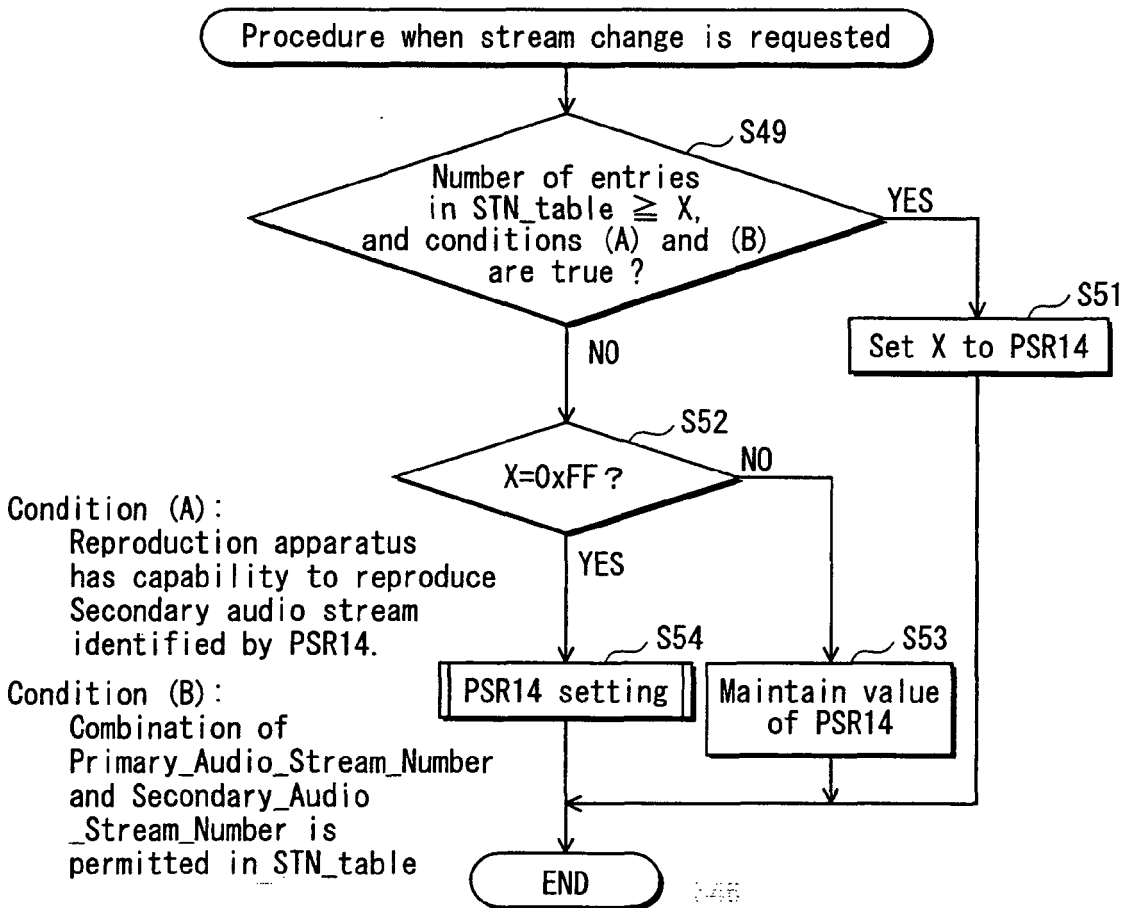 Procedure when stream change is requested
S49
Number of entries
in STN_table ≧ X,
and conditions (A) and (B)
are true ?
YES
S51
Set X to PSR14
NO
S52
X=0xFF?
NO
YES
Condition (A):
Reproduction apparatus
has capability to reproduce
Secondary audio stream
identified by PSR14.
S54
PSR14 setting
S53
Maintain value
of PSR14
Condition (B):
Combination of
Primary_Audio_Stream_Number
and Secondary_Audio
_Stream_Number is
permitted in STN_table
END